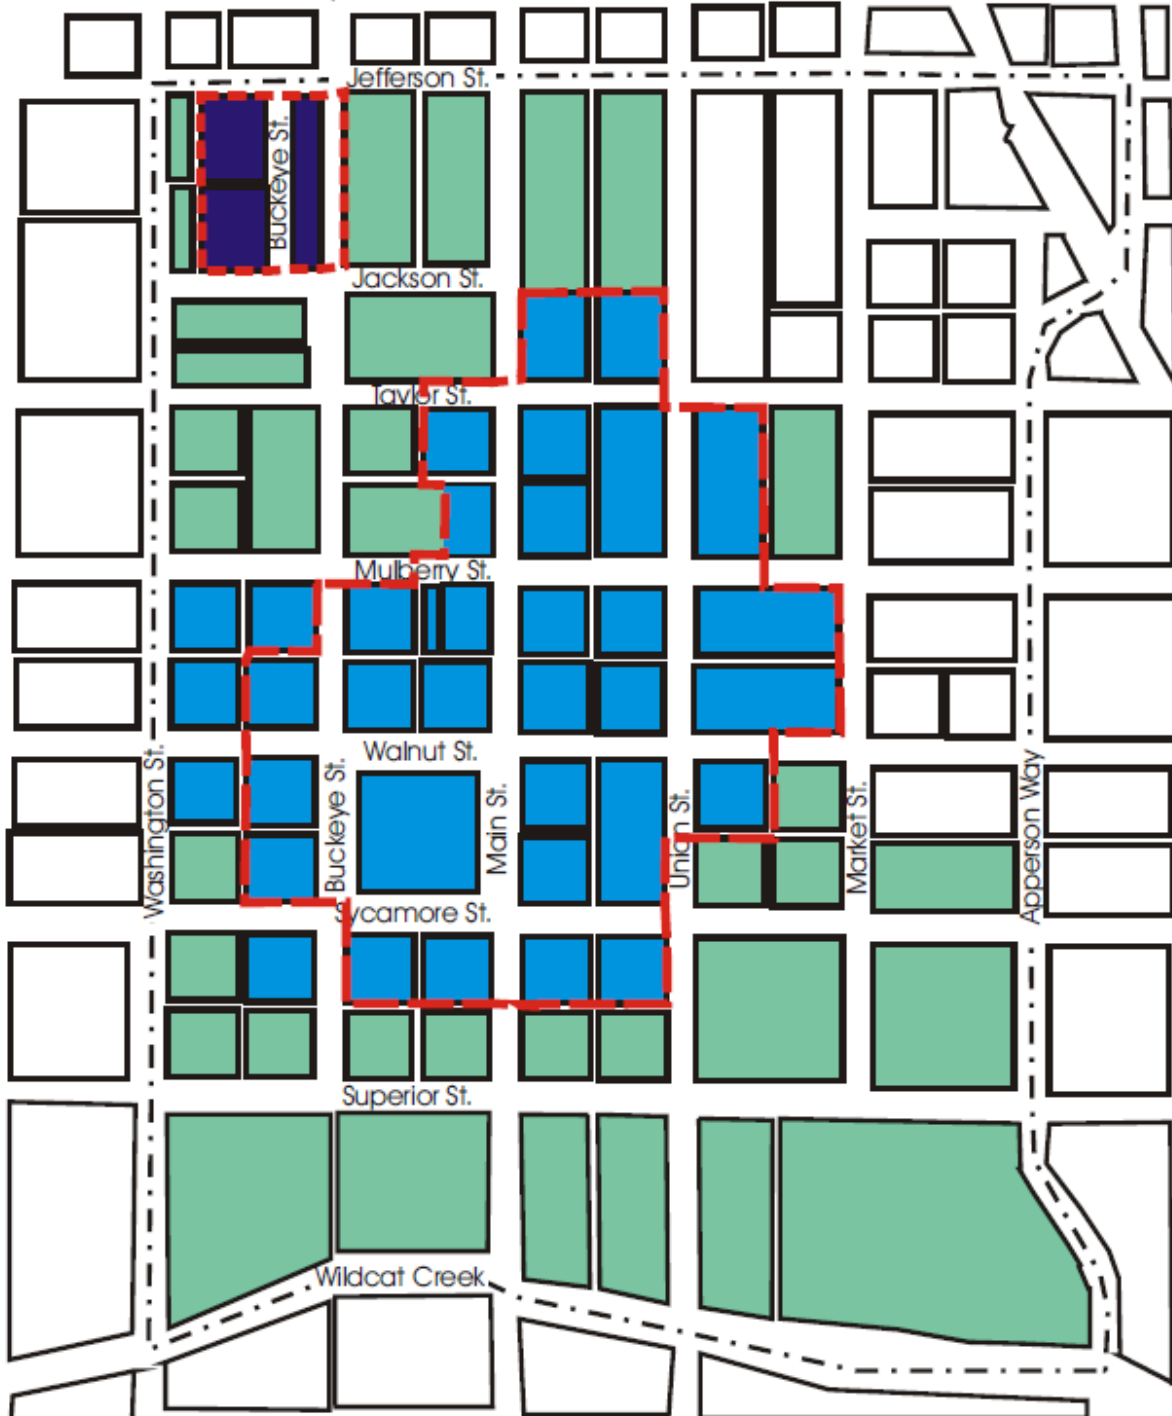 Jefferson St.
Buckeye St.
Jackson St.
Taylor St.
Mulberry St.
Walnut St.
Washington St.
Buckeye St.
Main St.
Union St.
Market St.
Apperson Way
Sycamore St.
Superior St.
Wildcat Creek